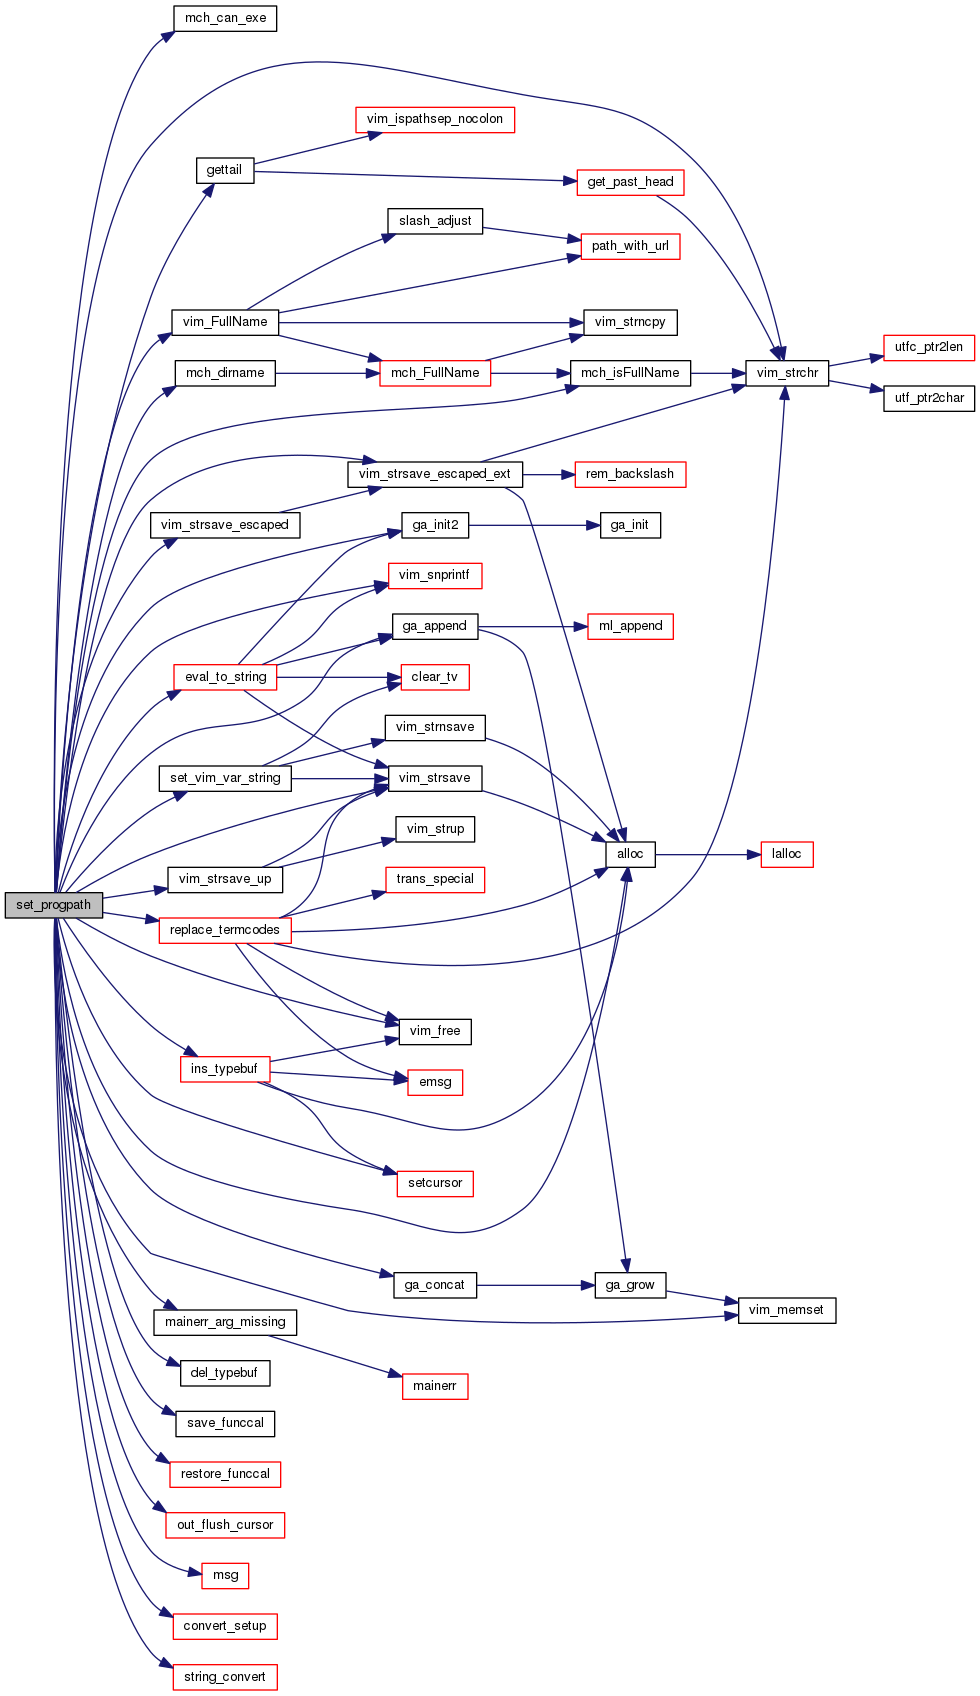 mch_can_exe
vim_ispathsep_nocolon
gettail
get_past_head
slash_adjust
path_with_url
vim_FullName
vim_strncpy
utfc_ptr2len
mch_dirname
mch_FullName
mch_isFullName
vim_strchr
utf_ptr2char
vim_strsave_escaped_ext
rem_backslash
vim_strsave_escaped
ga_init2
ga_init
vim_snprintf
ga_append
ml_append
eval_to_string
clear_tv
vim_strnsave
set_vim_var_string
vim_strsave
vim_strup
alloc
lalloc
vim_strsave_up
trans_special
set_progpath
replace_termcodes
vim_free
ins_typebuf
emsg
setcursor
ga_concat
ga_grow
vim_memset
mainerr_arg_missing
del_typebuf
mainerr
save_funccal
restore_funccal
out_flush_cursor
msg
convert_setup
string_convert